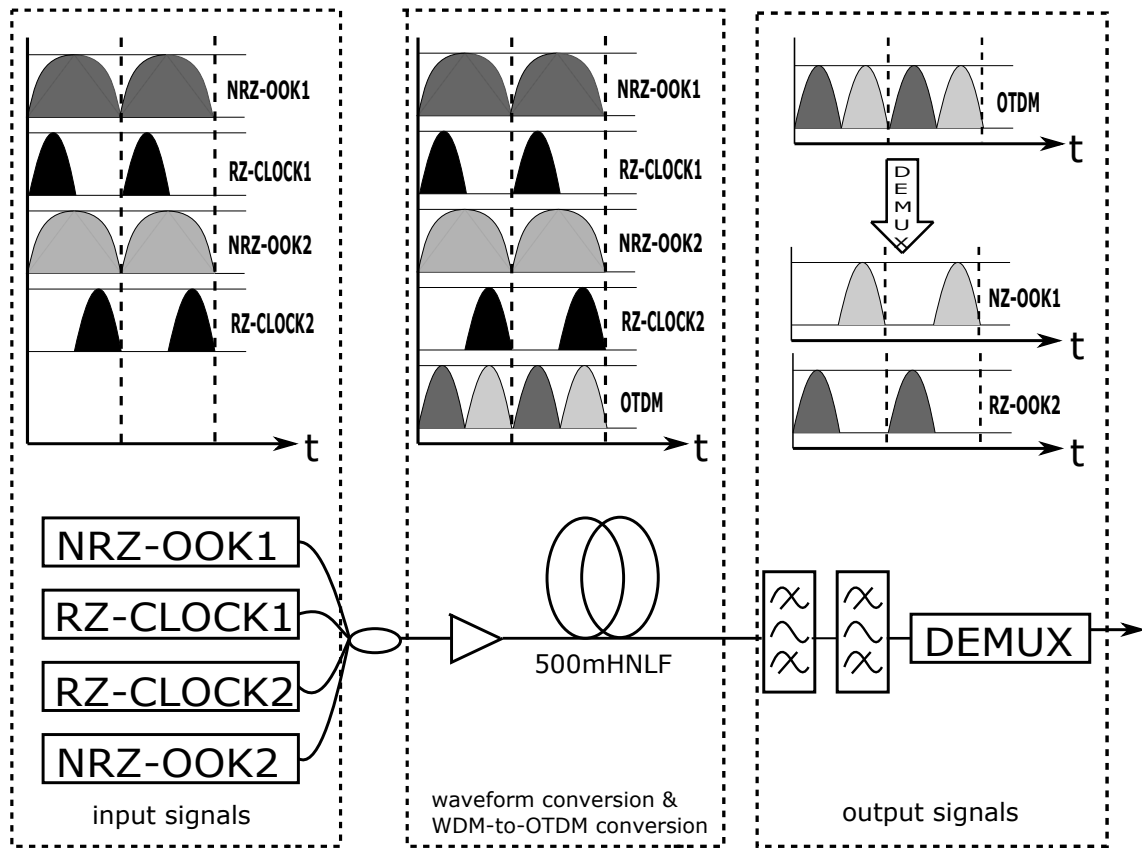 NRZ-OOK1
RZ-CLOCK1
NRZ-OOK2
RZ-CLOCK2
t
NRZ-OOK1
RZ-CLOCK1
NRZ-OOK2
RZ-CLOCK2
OTDM
t
OTDM
t
DEMUX
NZ-OOK1
t
RZ-OOK2
t
NRZ-OOK1
RZ-CLOCK1
RZ-CLOCK2
NRZ-OOK2
input signals
500mHNLF
waveform conversion &
WDM-to-OTDM conversion
DEMUX
output signals